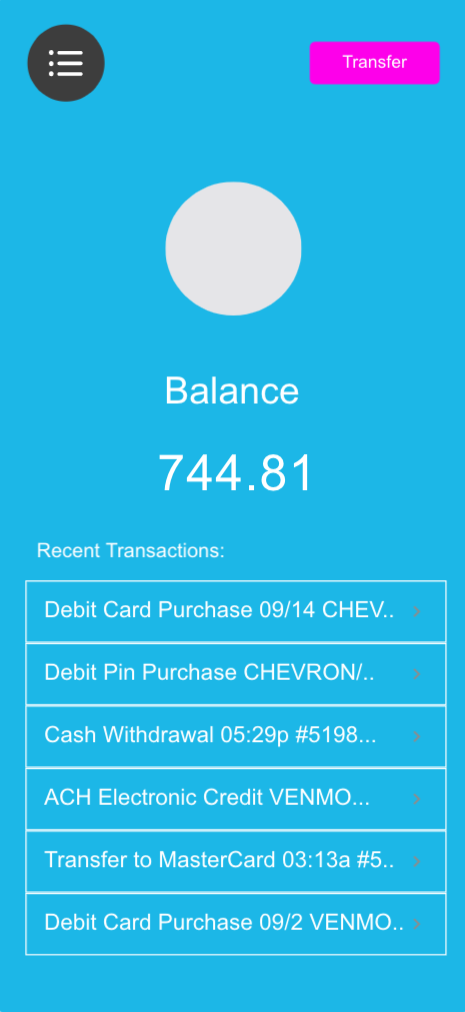 Transfer
Balance
744.81
Recent Transactions:
Debit Card Purchase 09/14 CHEV..
Debit Pin Purchase CHEVRON/..
Cash Withdrawal 05:29p #5198...
ACH Electronic Credit VENMO...
Transfer to MasterCard 03:13a #5..
Debit Card Purchase 09/2 VENMO..